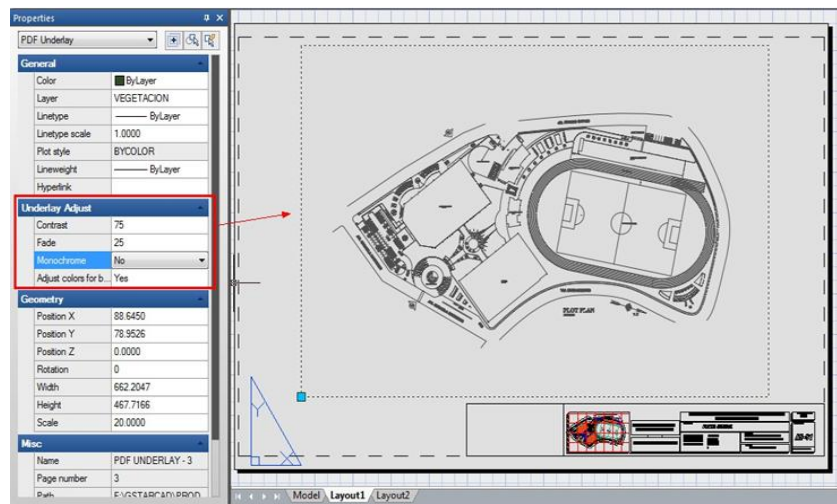 Properties
PDF Underlay
General
Color ByLayer
Layer VEGETACION
Linetype ByLayer
Linetype scale 1.0000
Plot style BYCOLOR
Lineweight ByLayer
Hyperlink
Underlay Adjust
Contrast 75
Fade 25
Monochrome No
Adjust colors for b... Yes
Geometry
Position X 88.6450
Position Y 78.9526
Position Z 0.0000
Rotation 0
Width 662.2047
Height 467.7166
Scale 20.0000
Misc
Name PDF UNDERLAY - 3
Page number 3
Path F:\GSTARCAD\PROD
PLOT PLAN
Y
X
Model Layout1 Layout2